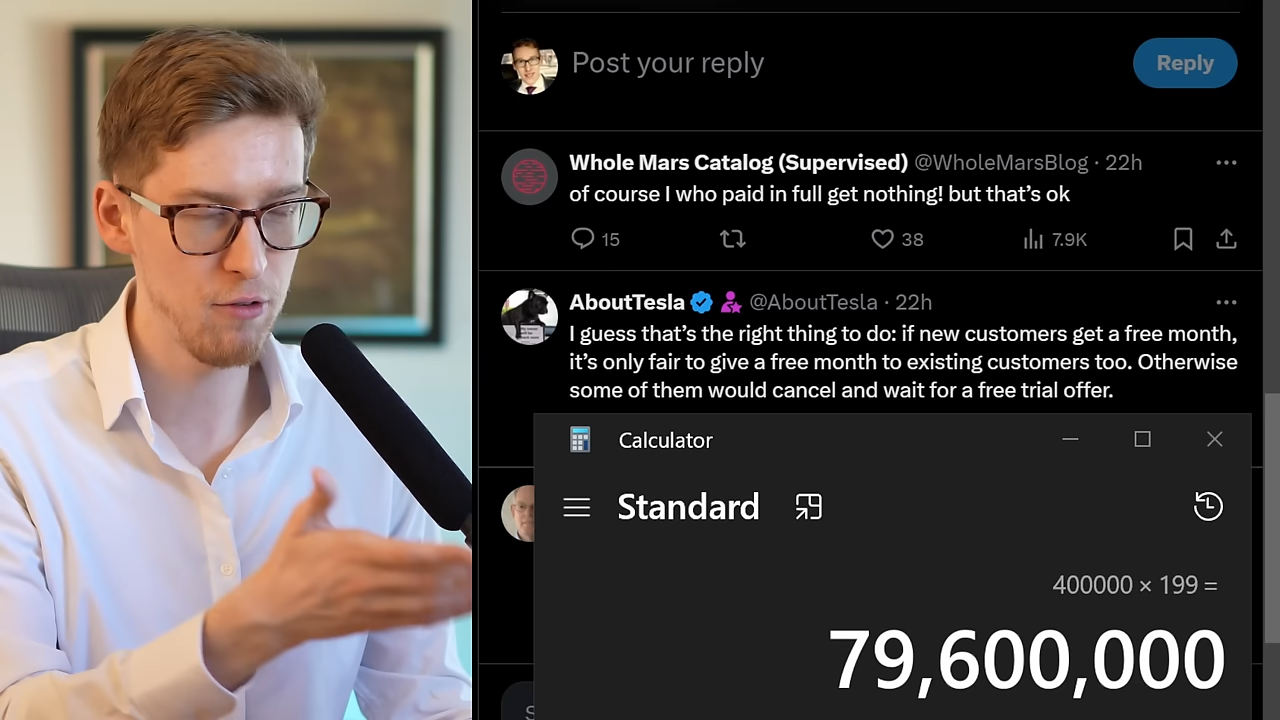 Post your reply
Reply
Whole Mars Catalog (Supervised) @WholeMarsBlog · 22h
of course I who paid in full get nothing! but that’s ok
15
38
7.9K
AboutTesla @AboutTesla · 22h
I guess that’s the right thing to do: if new customers get a free month,
it’s only fair to give a free month to existing customers too. Otherwise
some of them would cancel and wait for a free trial offer.
Calculator
Standard
400000 × 199 =
79,600,000